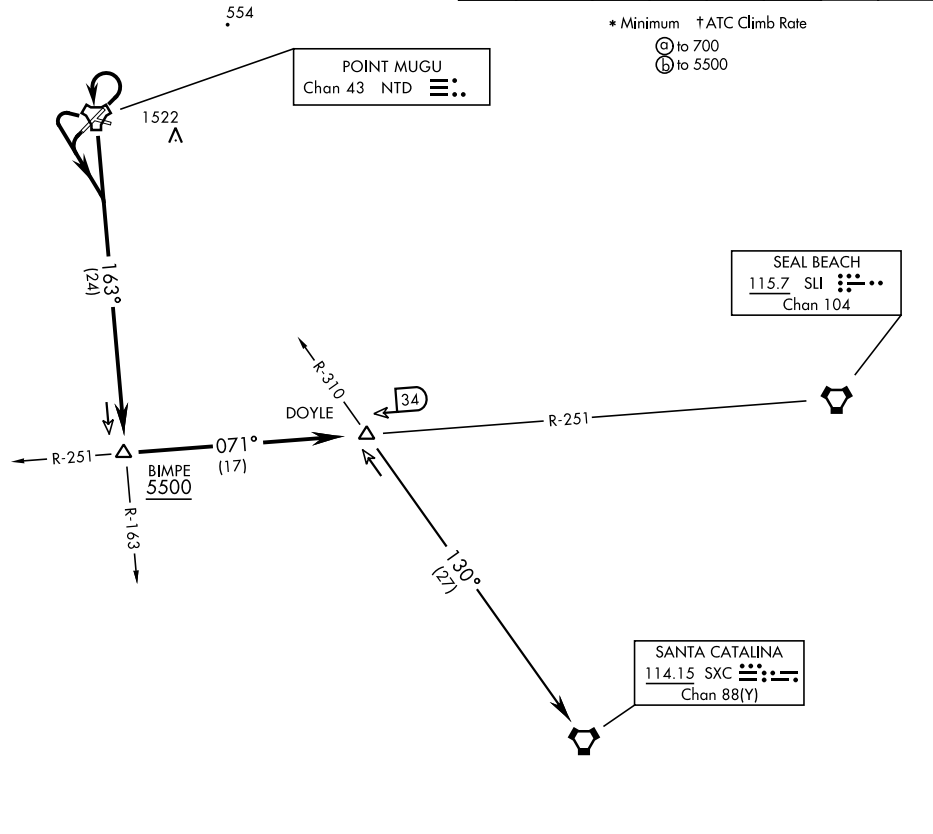 554
* Minimum †ATC Climb Rate
ⓐ to 700
ⓑ to 5500
POINT MUGU
Chan 43 NTD
1522
163°
(24)
SEAL BEACH
115.7 SLI
Chan 104
R-310
34
DOYLE
R-251
R-251
071°
(17)
BIMPE
5500
R-163
130°
(27)
SANTA CATALINA
114.15 SXC
Chan 88(Y)